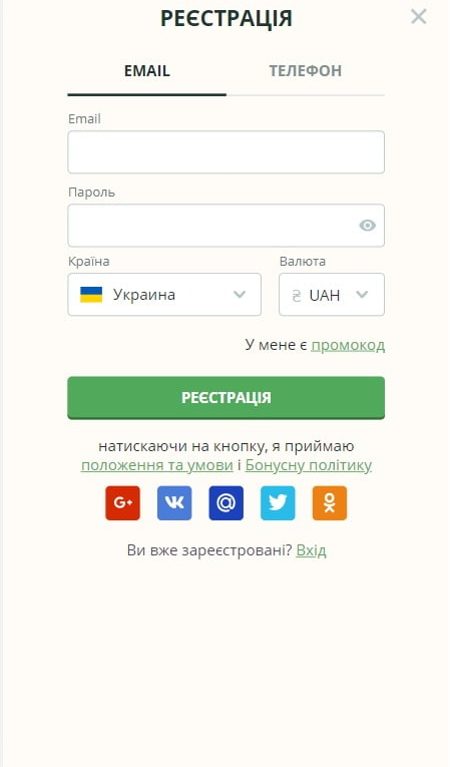 РЕЄСТРАЦІЯ
EMAIL ТЕЛЕФОН
Email
Пароль
Країна Валюта
Украина ₴ UAH
У мене є промокод
РЕЄСТРАЦІЯ
натискаючи на кнопку, я приймаю
положення та умови і Бонусну політику
G+
Ви вже зареєстровані? Вхід